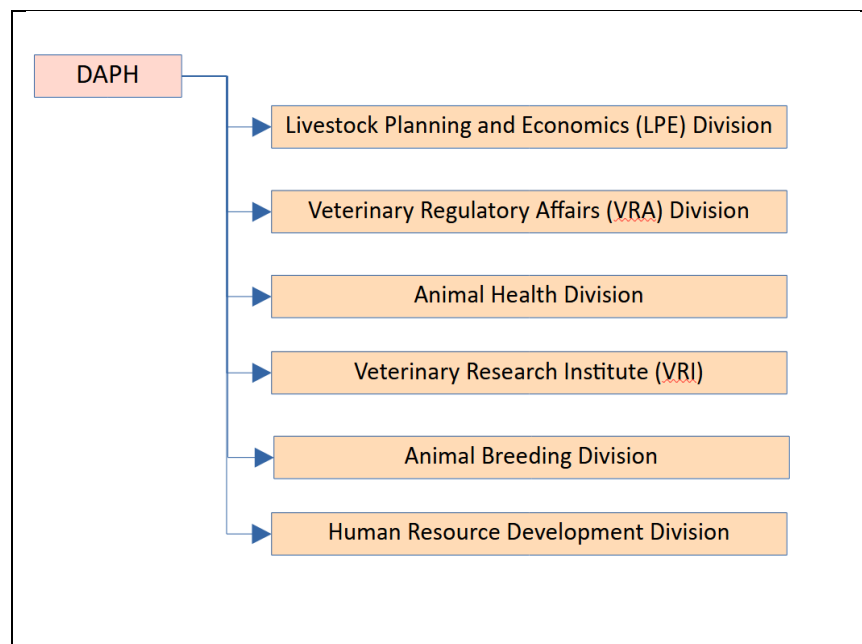 DAPH
Livestock Planning and Economics (LPE) Division
Veterinary Regulatory Affairs (VRA) Division
Animal Health Division
Veterinary Research Institute (VRI)
Animal Breeding Division
Human Resource Development Division